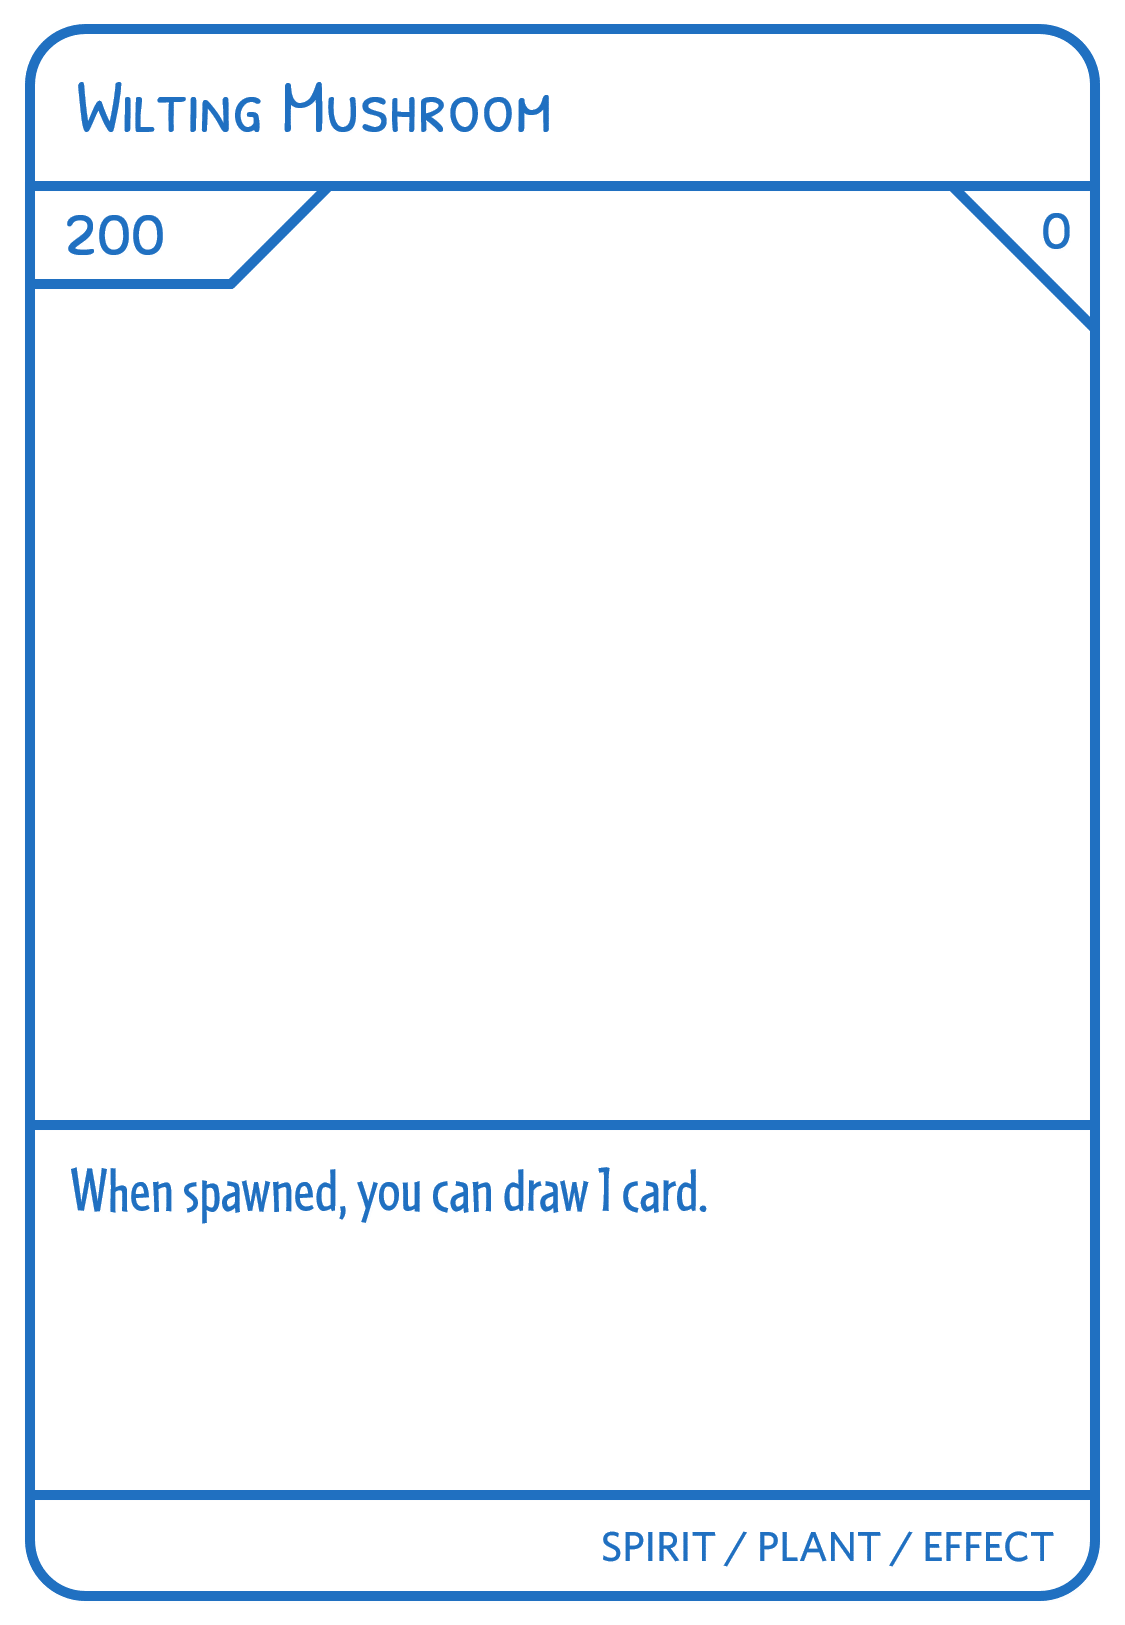 Wilting Mushroom
200
0
When spawned, you can draw 1 card.
SPIRIT / PLANT / EFFECT